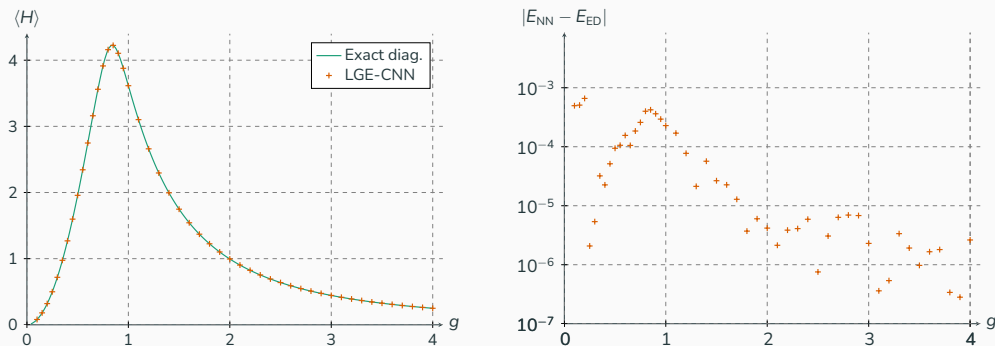 ⟨H⟩
4
3
2
1
0
0 1 2 3 4
g
Exact diag.
LGE-CNN
|E_NN − E_ED|
10⁻³
10⁻⁴
10⁻⁵
10⁻⁶
10⁻⁷
0 1 2 3 4
g